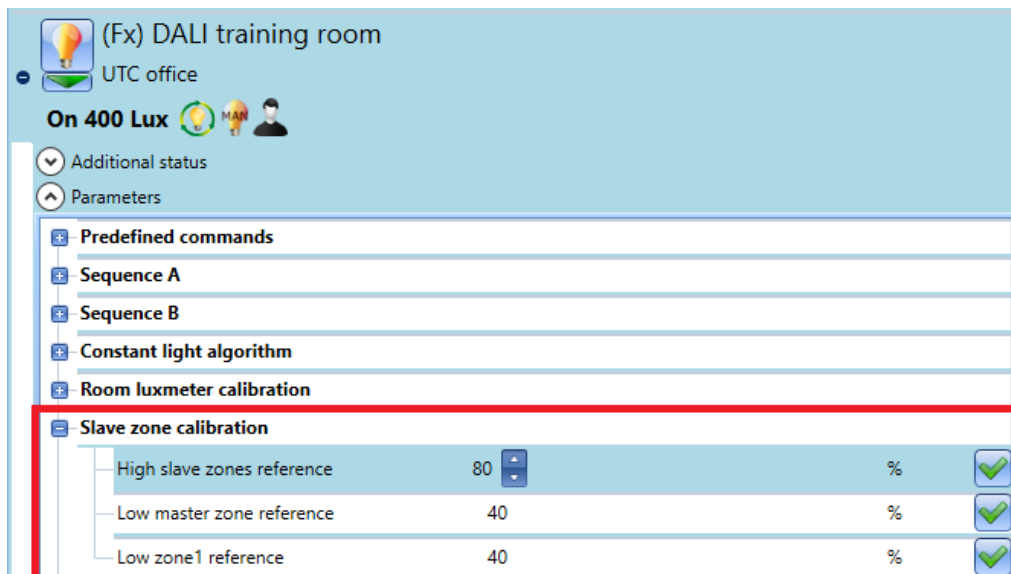 (Fx) DALI training room
UTC office
On 400 Lux MAN
Additional status
Parameters
Predefined commands
Sequence A
Sequence B
Constant light algorithm
Room luxmeter calibration
Slave zone calibration
High slave zones reference 80 %
Low master zone reference 40 %
Low zone1 reference 40 %